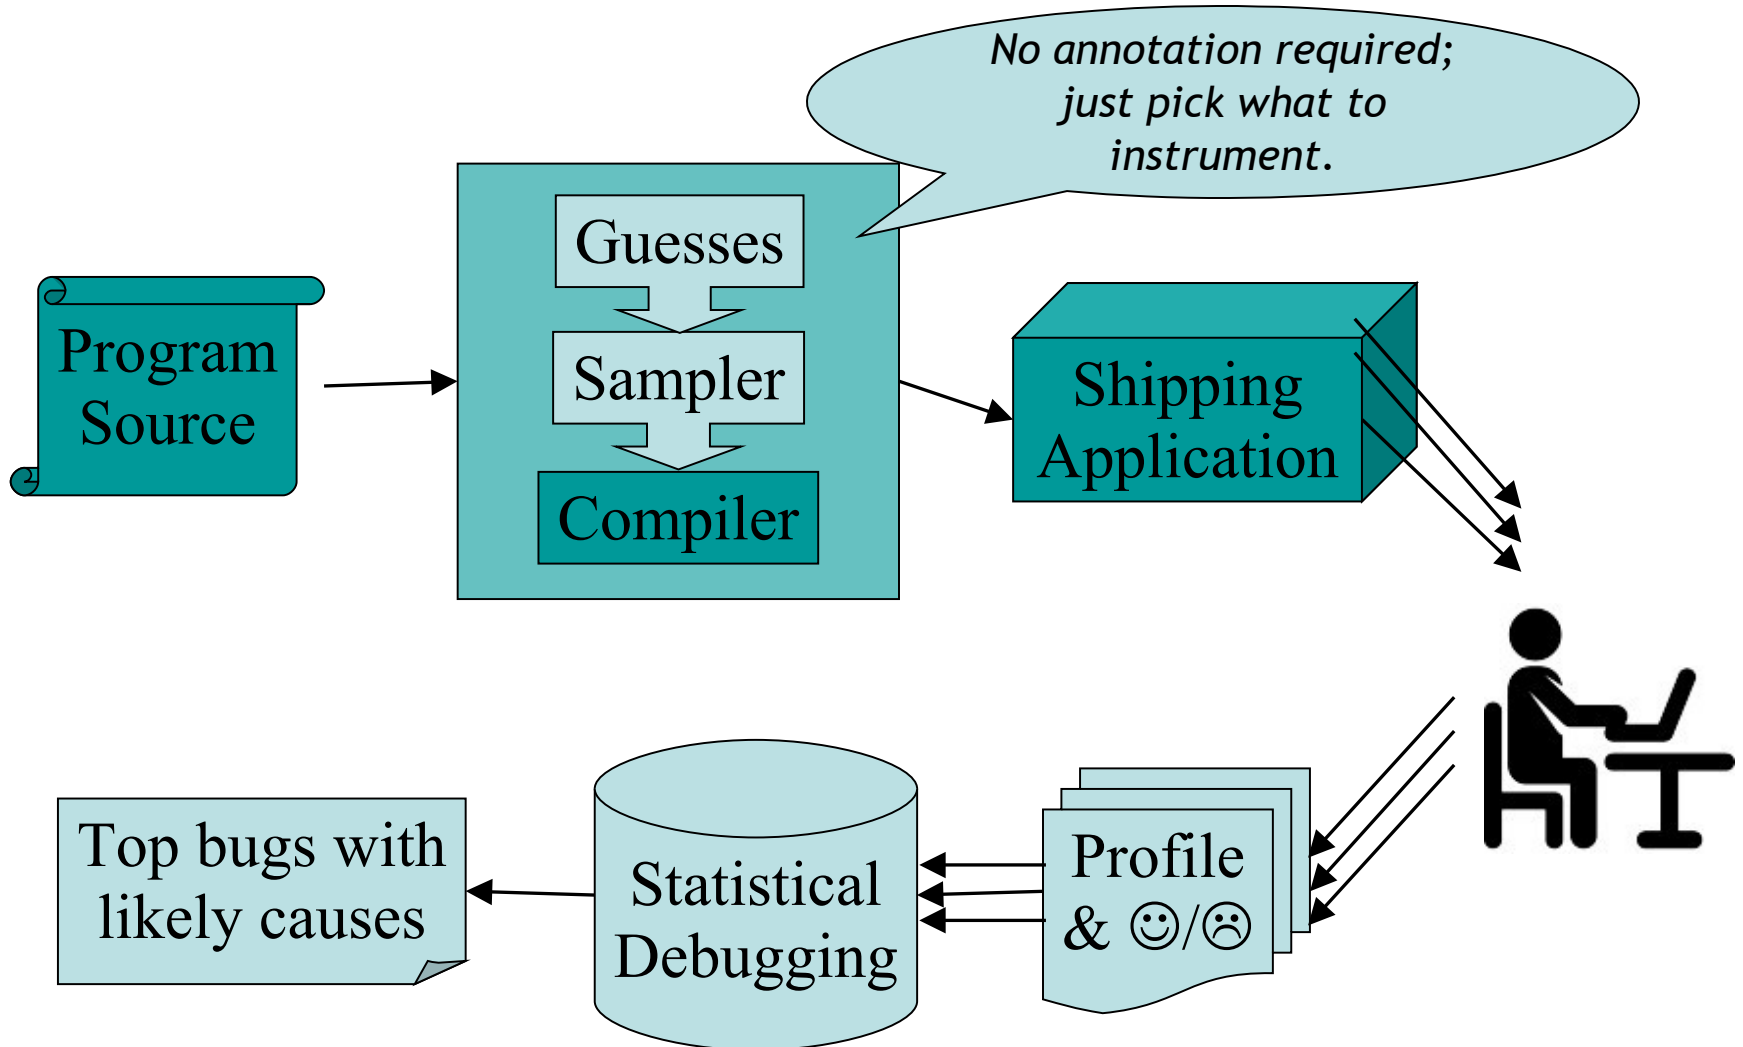 No annotation required;
just pick what to
instrument.
Guesses
Sampler
Compiler
Program
Source
Shipping
Application
Profile
& ☺/☹
Statistical
Debugging
Top bugs with
likely causes